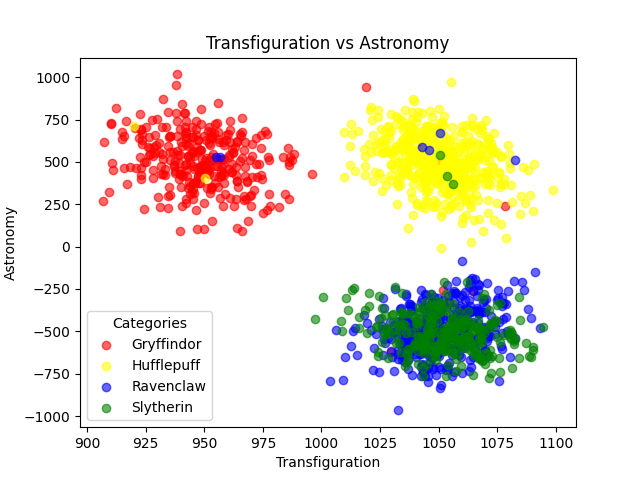 Transfiguration vs Astronomy
Astronomy
1000
750
500
250
0
−250
−500
−750
−1000
Categories
Gryffindor
Hufflepuff
Ravenclaw
Slytherin
900
925
950
975
1000
1025
1050
1075
1100
Transfiguration